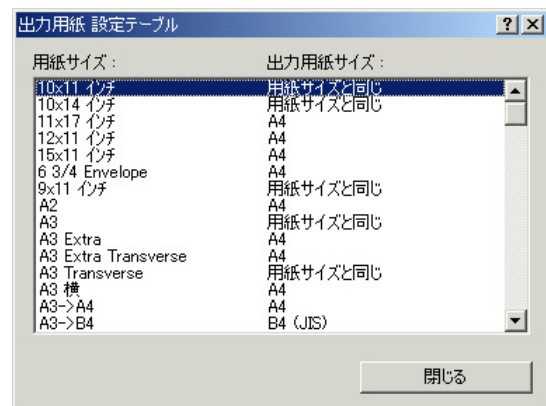 出力用紙 設定テーブル
用紙サイズ： 出力用紙サイズ：
10x11 インチ 用紙サイズと同じ
10x14 インチ 用紙サイズと同じ
11x17 インチ A4
12x11 インチ A4
15x11 インチ A4
6 3/4 Envelope A4
9x11 インチ 用紙サイズと同じ
A2 A4
A3 用紙サイズと同じ
A3 Extra A4
A3 Extra Transverse A4
A3 Transverse 用紙サイズと同じ
A3 横 A4
A3->A4 A4
A3->B4 B4 (JIS)
閉じる